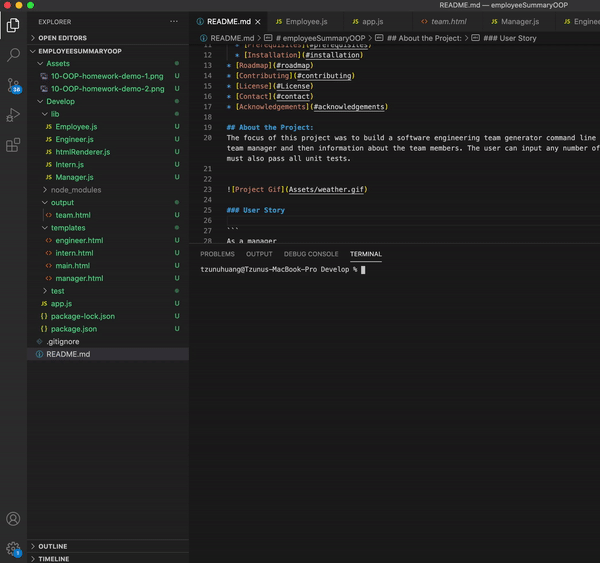 README.md — employeeSummaryOOP
EXPLORER
···
OPEN EDITORS
EMPLOYEESUMMARYOOP
Assets
10-OOP-homework-demo-1.png U
10-OOP-homework-demo-2.png U
Develop
lib
Employee.js U
Engineer.js U
htmlRenderer.js U
Intern.js U
Manager.js U
node_modules
output
team.html U
templates
engineer.html U
intern.html U
main.html U
manager.html U
test
app.js U
package-lock.json U
package.json U
.gitignore
README.md
OUTLINE
TIMELINE
README.md Employee.js app.js team.html Manager.js Engine
README.md > # employeeSummaryOOP > ## About the Project: > ### User Story
11 * [Prerequisites](#prerequisites)
12 * [Installation](#installation)
13 * [Roadmap](#roadmap)
14 * [Contributing](#contributing)
15 * [License](#License)
16 * [Contact](#contact)
17 * [Acknowledgements](#acknowledgements)
18
19 ## About the Project:
20 The focus of this project was to build a software engineering team generator command line
team manager and then information about the team members. The user can input any number of
must also pass all unit tests.
21
22
23 ![Project Gif](Assets/weather.gif)
24
25 ### User Story
26
27 ```
28 As a manager
PROBLEMS OUTPUT DEBUG CONSOLE TERMINAL
tzunuhuang@Tzunus-MacBook-Pro Develop %